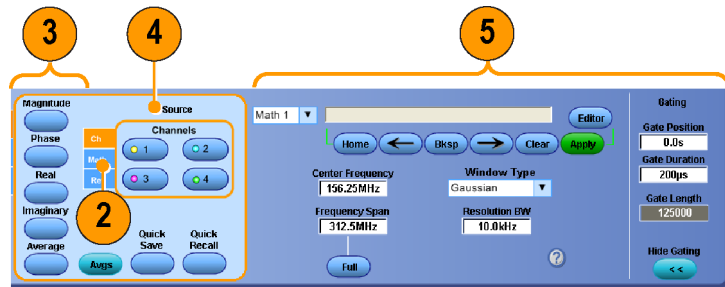 3
4
5
Magnitude
Phase
Real
Imaginary
Average
Source
Ch
Channels
1
2
3
4
2
Avgs
Quick Save
Quick Recall
Math 1
Editor
Home
Bksp
Clear
Apply
Center Frequency
156.25MHz
Window Type
Gaussian
Frequency Span
312.5MHz
Resolution BW
10.0kHz
Full
?
Gating
Gate Position
0.0s
Gate Duration
200µs
Gate Length
125000
Hide Gating
<<